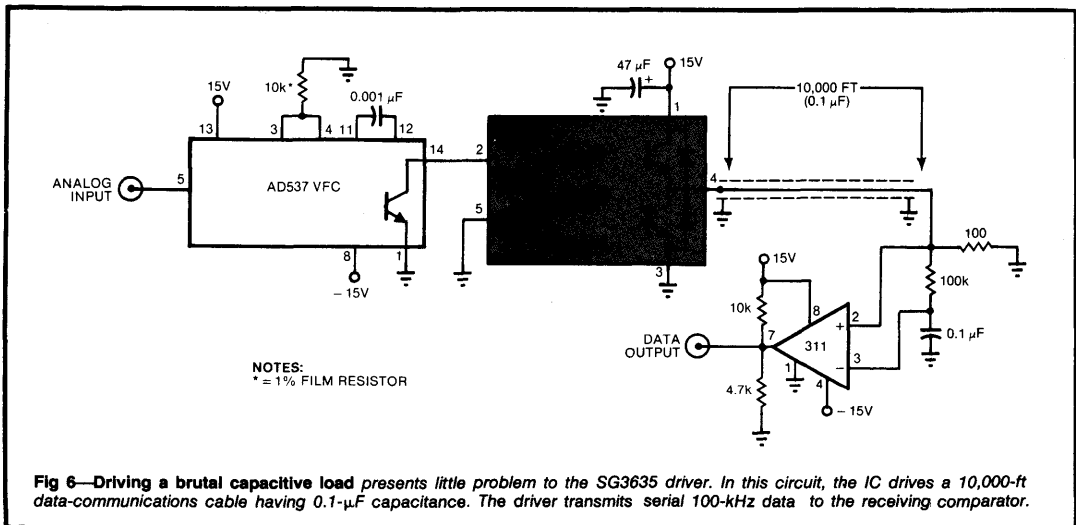 47 µF
+
15V
10k*
0.001 µF
15V
10,000 FT
(0.1 µF)
13
3
4
11
12
1
14
2
4
ANALOG
INPUT
5
AD537 VFC
5
8
1
3
- 15V
100
15V
100k
10k
8
2
+
DATA
OUTPUT
7
311
0.1 µF
3
−
1
4
4.7k
- 15V
NOTES:
* = 1% FILM RESISTOR
Fig 6—Driving a brutal capacitive load presents little problem to the SG3635 driver. In this circuit, the IC drives a 10,000-ft
data-communications cable having 0.1-µF capacitance. The driver transmits serial 100-kHz data to the receiving comparator.